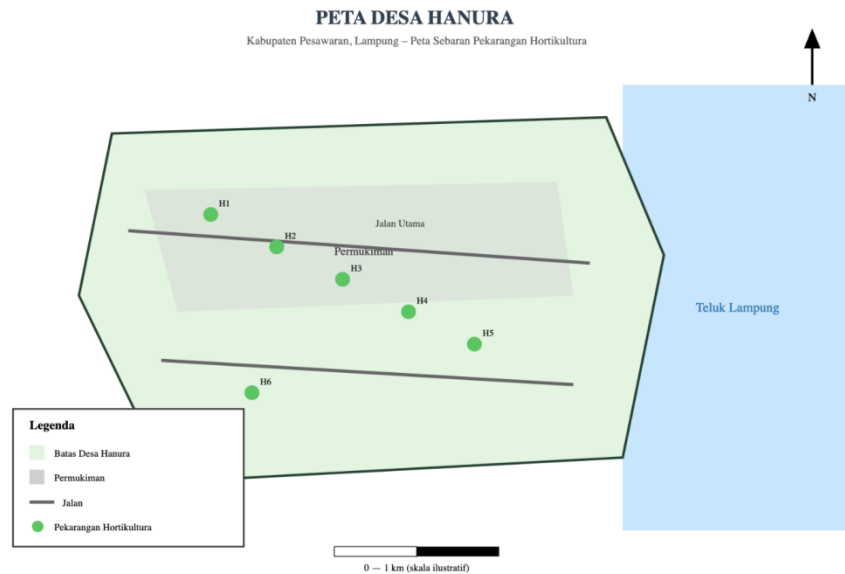 PETA DESA HANURA
Kabupaten Pesawaran, Lampung – Peta Sebaran Pekarangan Hortikultura
N
H1
Jalan Utama
H2
Permukiman
H3
H4
Teluk Lampung
H5
H6
Legenda
Batas Desa Hanura
Permukiman
Jalan
Pekarangan Hortikultura
0 — 1 km (skala ilustratif)